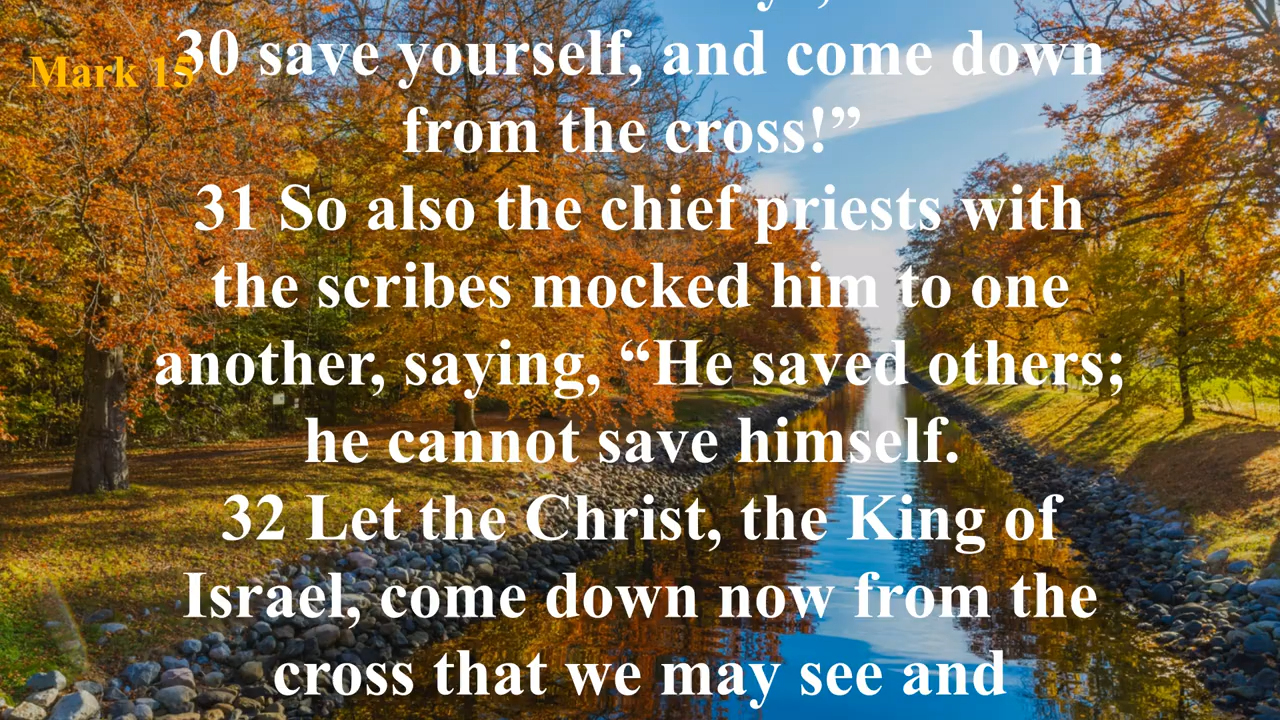 Mark 15
30 save yourself, and come down
from the cross!”
31 So also the chief priests with
the scribes mocked him to one
another, saying, “He saved others;
he cannot save himself.
32 Let the Christ, the King of
Israel, come down now from the
cross that we may see and